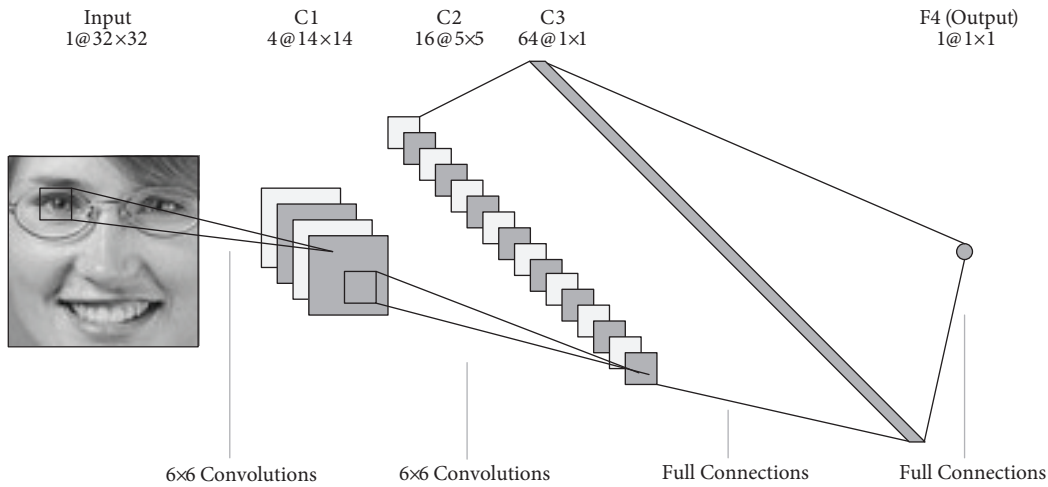 Input
1@32×32
C1
4@14×14
C2
16@5×5
C3
64@1×1
F4 (Output)
1@1×1
6×6 Convolutions
6×6 Convolutions
Full Connections
Full Connections